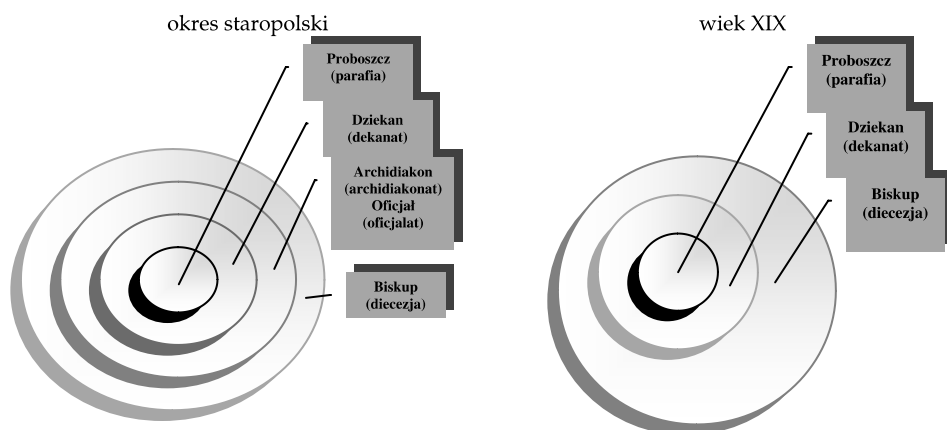 okres staropolski
Proboszcz
(parafia)
Dziekan
(dekanat)
Archidiakon
(archidiakonat)
Oficjał
(oficjalat)
Biskup
(diecezja)
wiek XIX
Proboszcz
(parafia)
Dziekan
(dekanat)
Biskup
(diecezja)